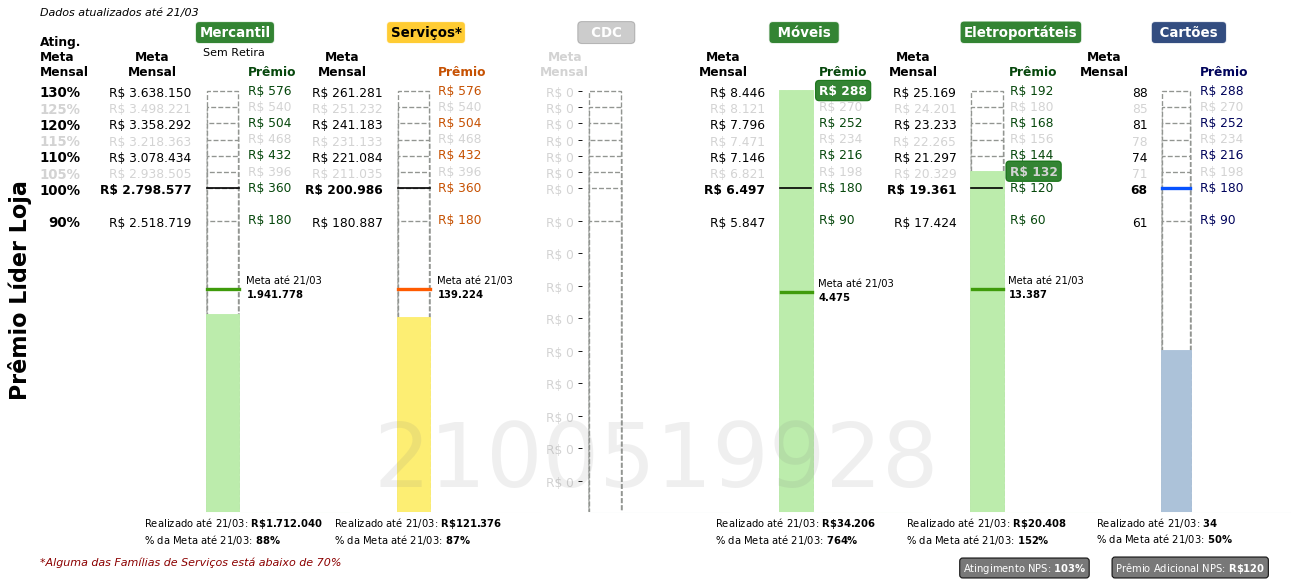 Dados atualizados até 21/03
Mercantil Serviços* CDC Móveis Eletroportáteis Cartões
Sem Retira
Ating. Meta Mensal Meta Mensal Prêmio Meta Mensal Prêmio Meta Mensal Meta Mensal Prêmio Meta Mensal Prêmio Meta Mensal Prêmio
130% R$ 3.638.150 R$ 576 R$ 261.281 R$ 576 R$ 0 R$ 8.446 R$ 288 R$ 25.169 R$ 192 88 R$ 288
125% R$ 3.498.221 R$ 540 R$ 251.232 R$ 540 R$ 0 R$ 8.121 R$ 270 R$ 24.201 R$ 180 85 R$ 270
120% R$ 3.358.292 R$ 504 R$ 241.183 R$ 504 R$ 0 R$ 7.796 R$ 252 R$ 23.233 R$ 168 81 R$ 252
115% R$ 3.218.363 R$ 468 R$ 231.133 R$ 468 R$ 0 R$ 7.471 R$ 234 R$ 22.265 R$ 156 78 R$ 234
110% R$ 3.078.434 R$ 432 R$ 221.084 R$ 432 R$ 0 R$ 7.146 R$ 216 R$ 21.297 R$ 144 74 R$ 216
105% R$ 2.938.505 R$ 396 R$ 211.035 R$ 396 R$ 0 R$ 6.821 R$ 198 R$ 20.329 R$ 132 71 R$ 198
100% R$ 2.798.577 R$ 360 R$ 200.986 R$ 360 R$ 0 R$ 6.497 R$ 180 R$ 19.361 R$ 120 68 R$ 180
90% R$ 2.518.719 R$ 180 R$ 180.887 R$ 180 R$ 0 R$ 5.847 R$ 90 R$ 17.424 R$ 60 61 R$ 90
R$ 0
R$ 0
R$ 0
R$ 0
R$ 0
R$ 0
R$ 0
R$ 0
Meta até 21/03 Meta até 21/03 Meta até 21/03 Meta até 21/03
1.941.778 139.224 4.475 13.387
Prêmio Líder Loja
2100519928
Realizado até 21/03: R$1.712.040 Realizado até 21/03: R$121.376 Realizado até 21/03: R$34.206 Realizado até 21/03: R$20.408 Realizado até 21/03: 34
% da Meta até 21/03: 88% % da Meta até 21/03: 87% % da Meta até 21/03: 764% % da Meta até 21/03: 152% % da Meta até 21/03: 50%
*Alguma das Famílias de Serviços está abaixo de 70% Atingimento NPS: 103% Prêmio Adicional NPS: R$120